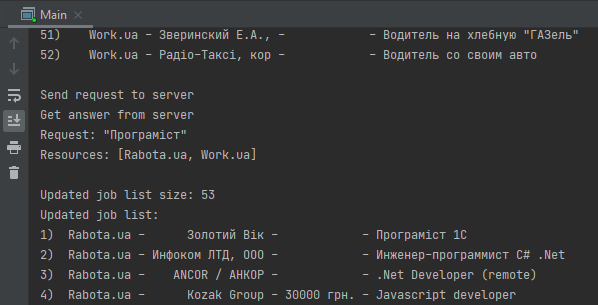 Main
51) Work.ua - Зверинский Е.А., - - Водитель на хлебную "ГАЗель"
52) Work.ua - Радіо-Таксі, кор - - Водитель со своим авто
Send request to server
Get answer from server
Request: "Програміст"
Resources: [Rabota.ua, Work.ua]
Updated job list size: 53
Updated job list:
1) Rabota.ua - Золотий Вік - - Програміст 1С
2) Rabota.ua - Инфоком ЛТД, ООО - - Инженер-программист C# .Net
3) Rabota.ua - ANCOR / АНКОР - - .Net Developer (remote)
4) Rabota.ua - Kozak Group - 30000 грн. - Javascript developer